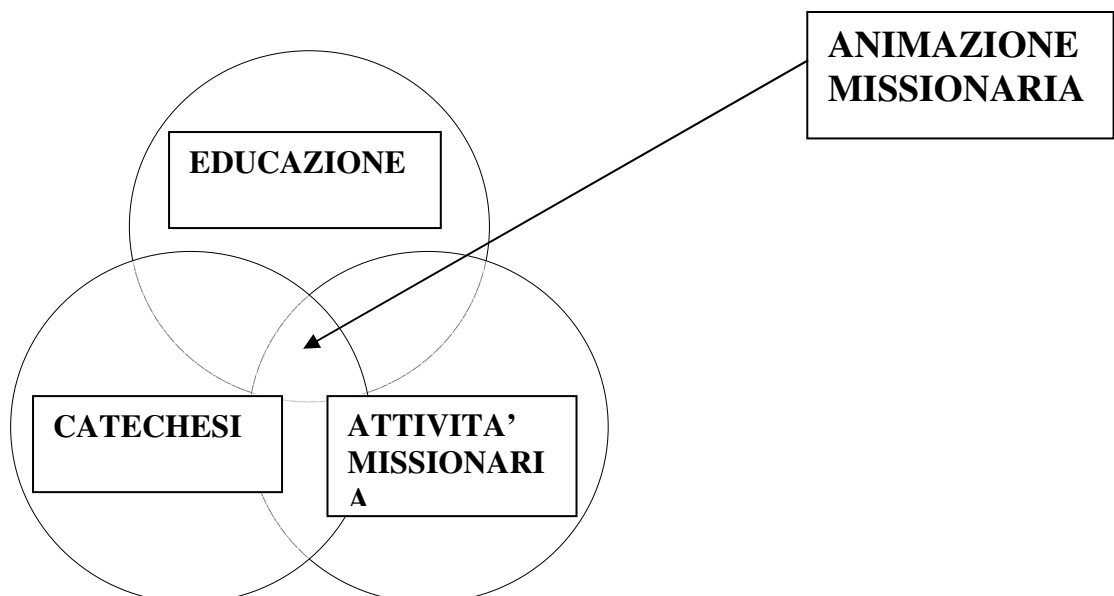 ANIMAZIONE
MISSIONARIA
EDUCAZIONE
CATECHESI
ATTIVITA’
MISSIONARI
A